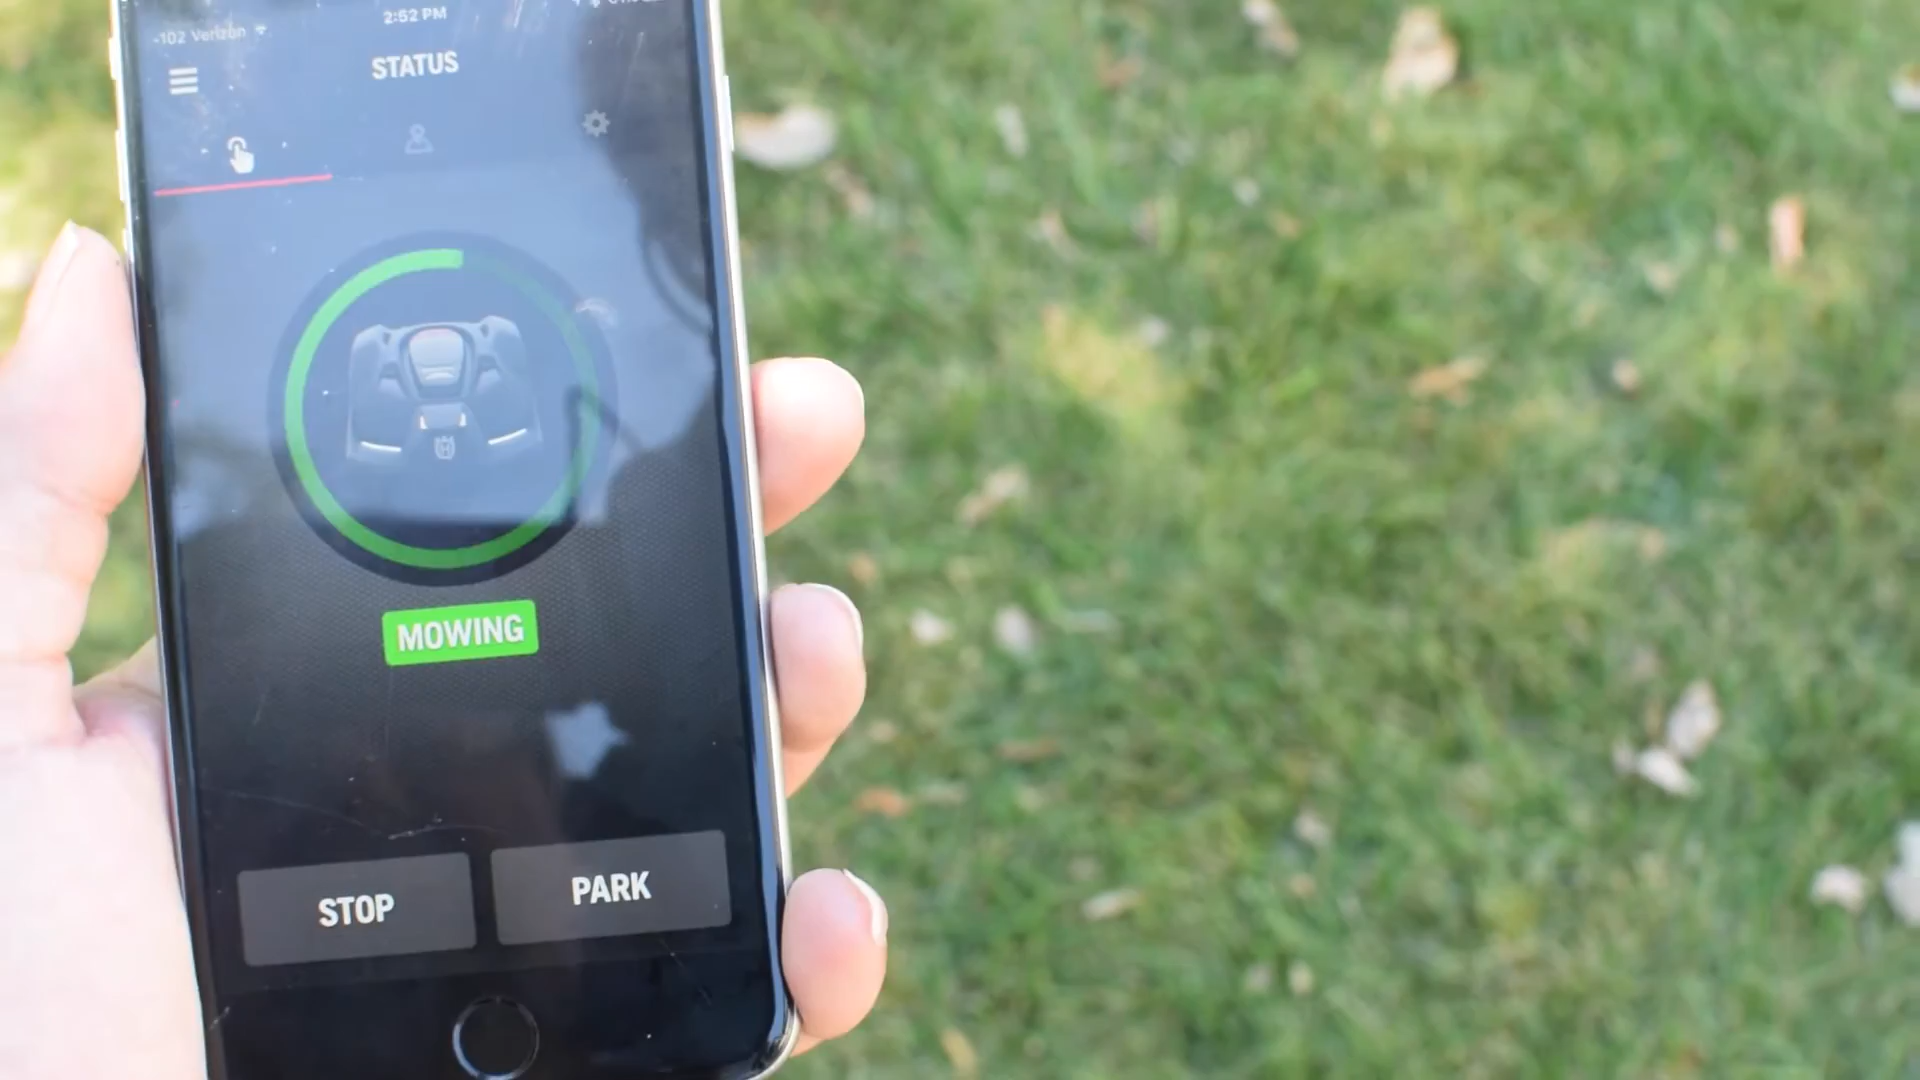 2:52 PM
-102 Verizon
STATUS
MOWING
STOP
PARK